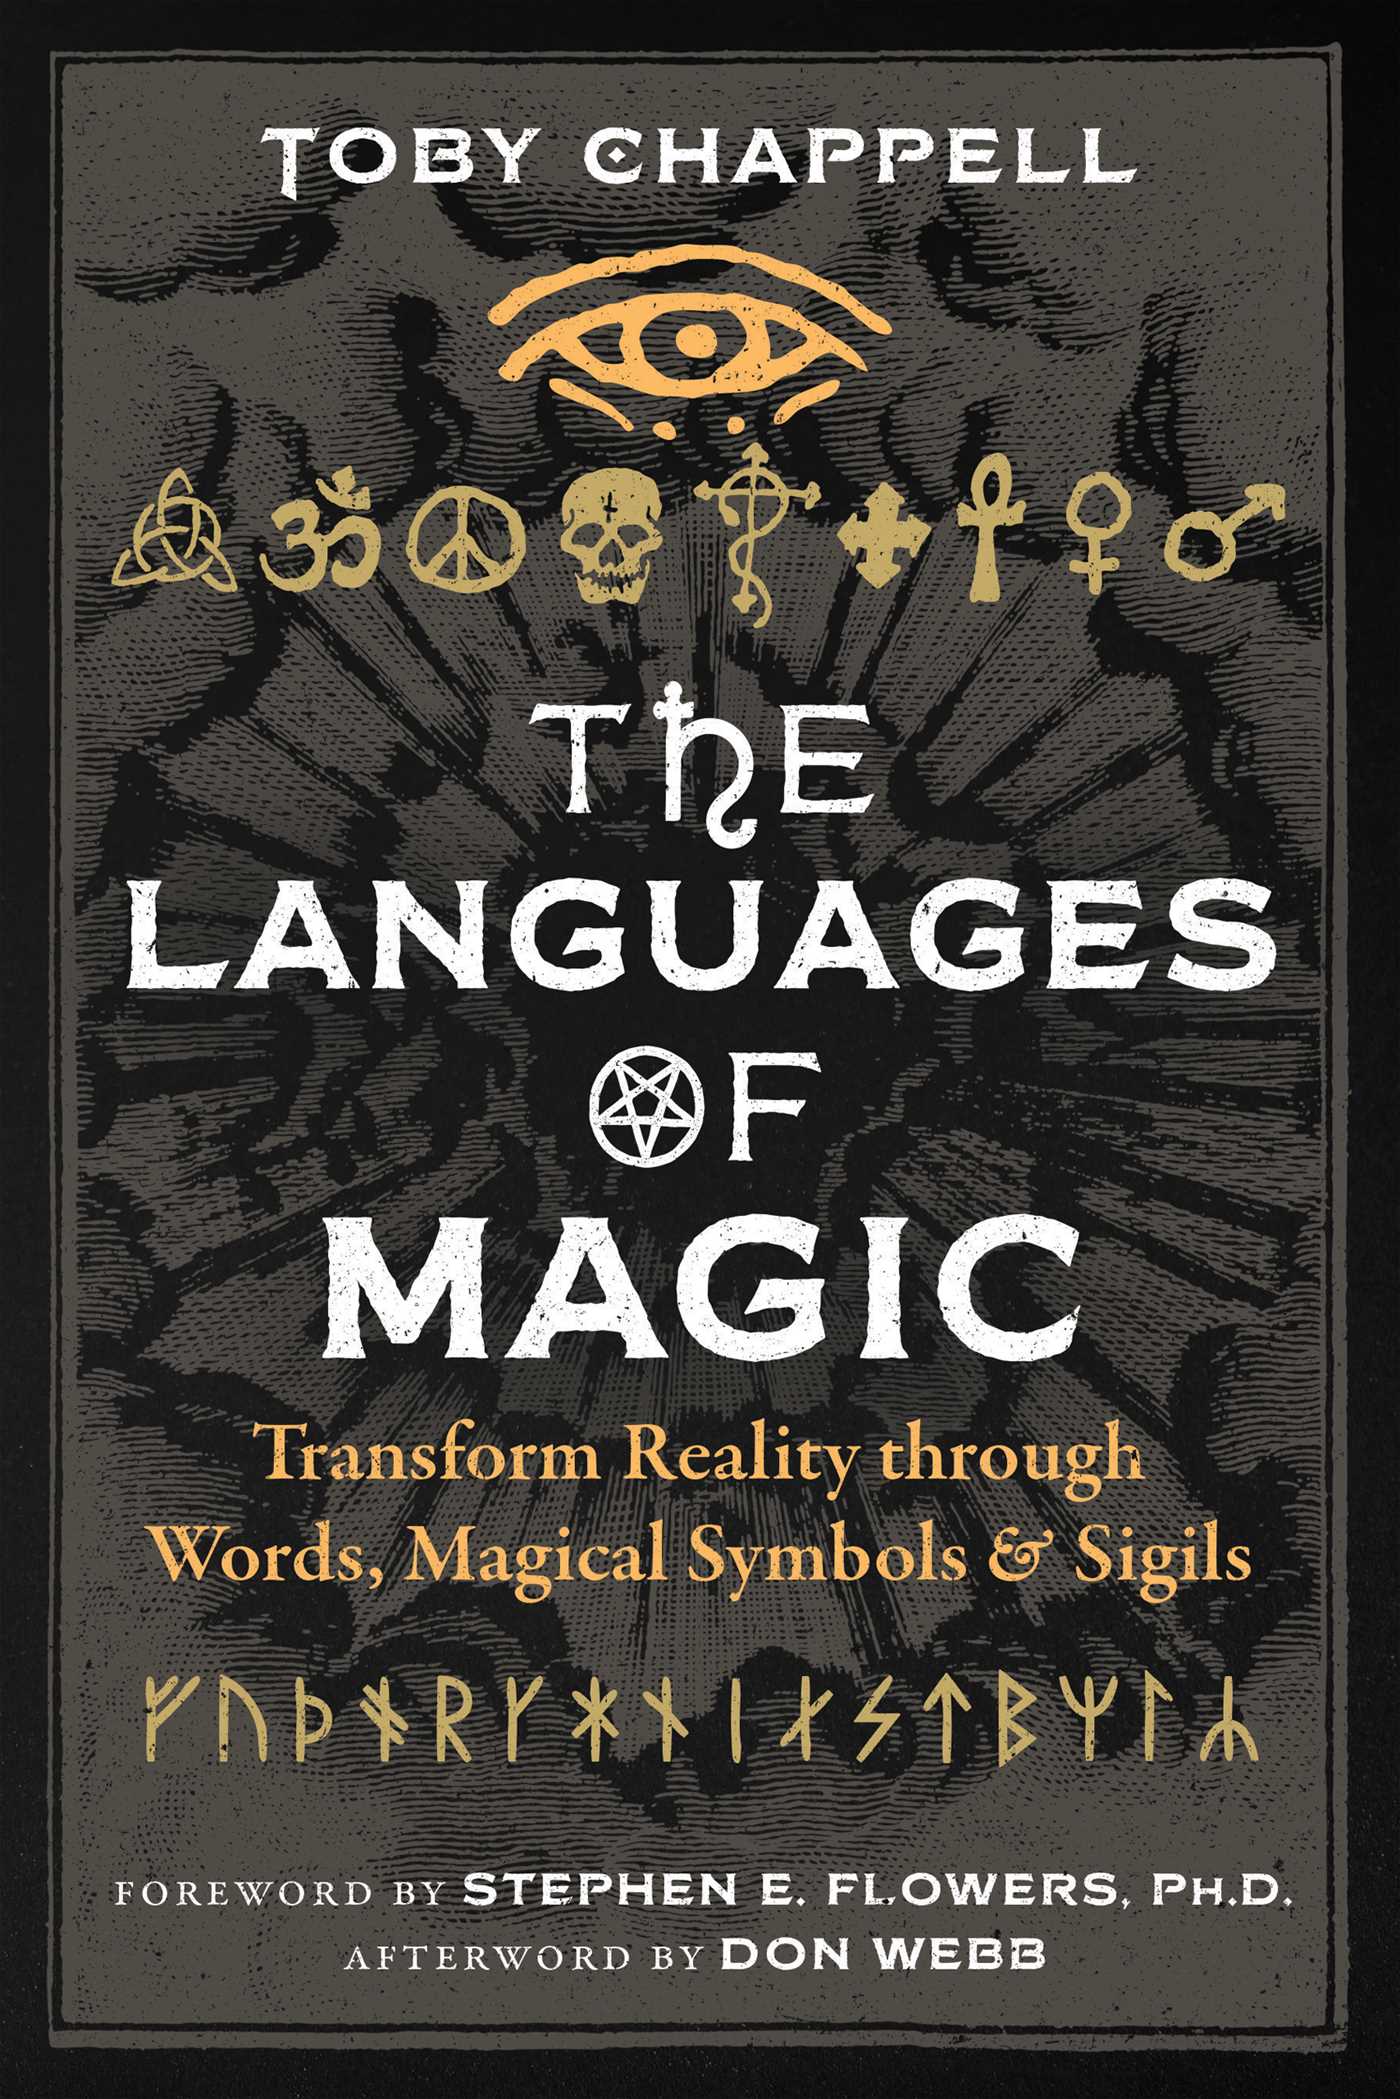 TOBY CHAPPELL
THE
LANGUAGES
OF
MAGIC
Transform Reality through
Words, Magical Symbols & Sigils
ᚠᚢᚦᚬᚱᚴᚼᚾᛁᛅᛋᛏᛒᛘᛚᛦ
FOREWORD BY STEPHEN E. FLOWERS, PH.D.
AFTERWORD BY DON WEBB